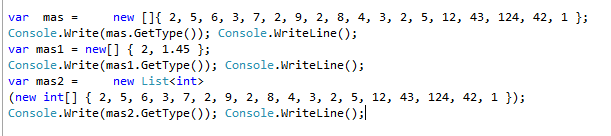 var mas = new []{ 2, 5, 6, 3, 7, 2, 9, 2, 8, 4, 3, 2, 5, 12, 43, 124, 42, 1 };
Console.Write(mas.GetType()); Console.WriteLine();
var mas1 = new[] { 2, 1.45 };
Console.Write(mas1.GetType()); Console.WriteLine();
var mas2 = new List<int>
(new int[] { 2, 5, 6, 3, 7, 2, 9, 2, 8, 4, 3, 2, 5, 12, 43, 124, 42, 1 });
Console.Write(mas2.GetType()); Console.WriteLine();